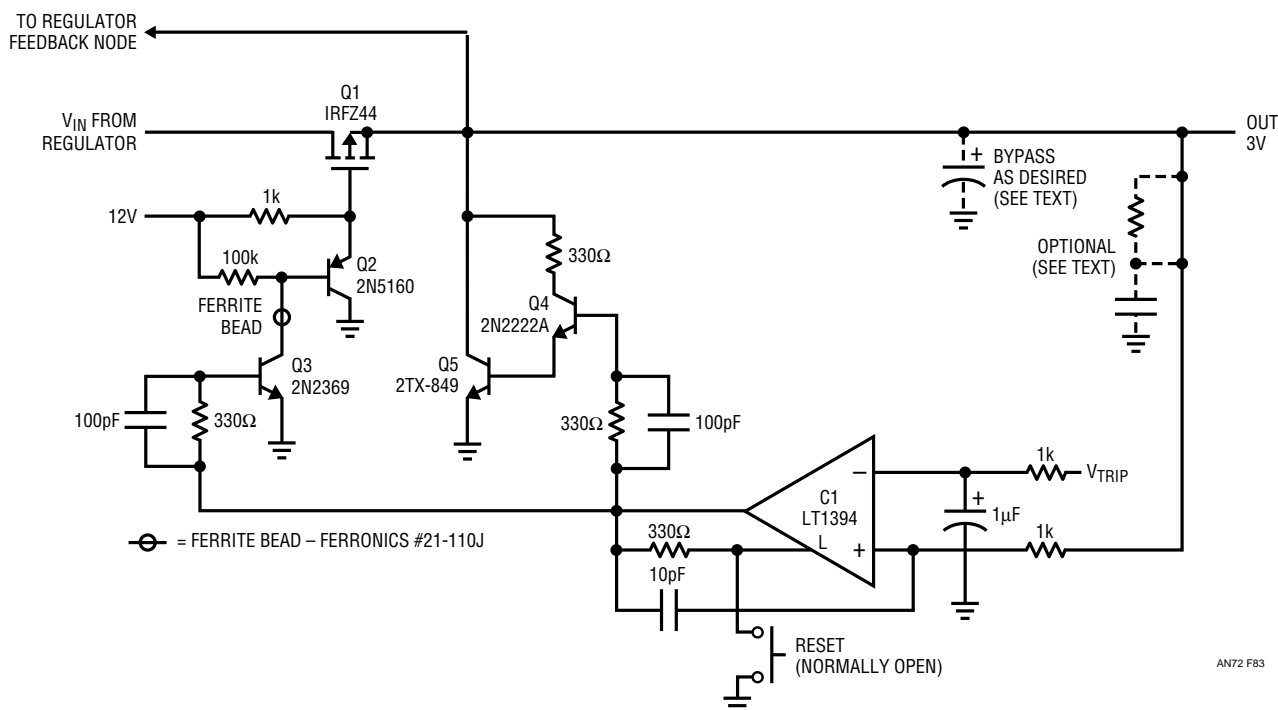 TO REGULATOR
FEEDBACK NODE
Q1
IRFZ44
VIN FROM
REGULATOR
OUT
3V
+
BYPASS
AS DESIRED
(SEE TEXT)
1k
12V
100k
Q2
2N5160
330Ω
OPTIONAL
(SEE TEXT)
FERRITE
BEAD
Q4
2N2222A
Q3
2N2369
Q5
2TX-849
100pF
330Ω
330Ω
100pF
1k
VTRIP
–
C1
LT1394
+
1µF
= FERRITE BEAD – FERRONICS #21-110J
330Ω
L
+
1k
10pF
RESET
(NORMALLY OPEN)
AN72 F83